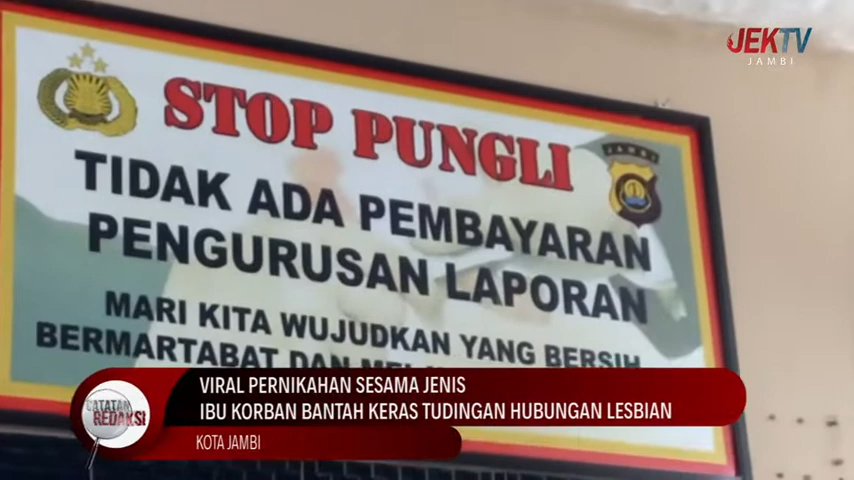 JEKTV
JAMBI
STOP PUNGLI
JAMBI
TIDAK ADA PEMBAYARAN
PENGURUSAN LAPORAN
MARI KITA WUJUDKAN YANG BERSIH
BERMARTABAT DAN
CATATAN
REDAKSI
VIRAL PERNIKAHAN SESAMA JENIS
IBU KORBAN BANTAH KERAS TUDINGAN HUBUNGAN LESBIAN
KOTA JAMBI